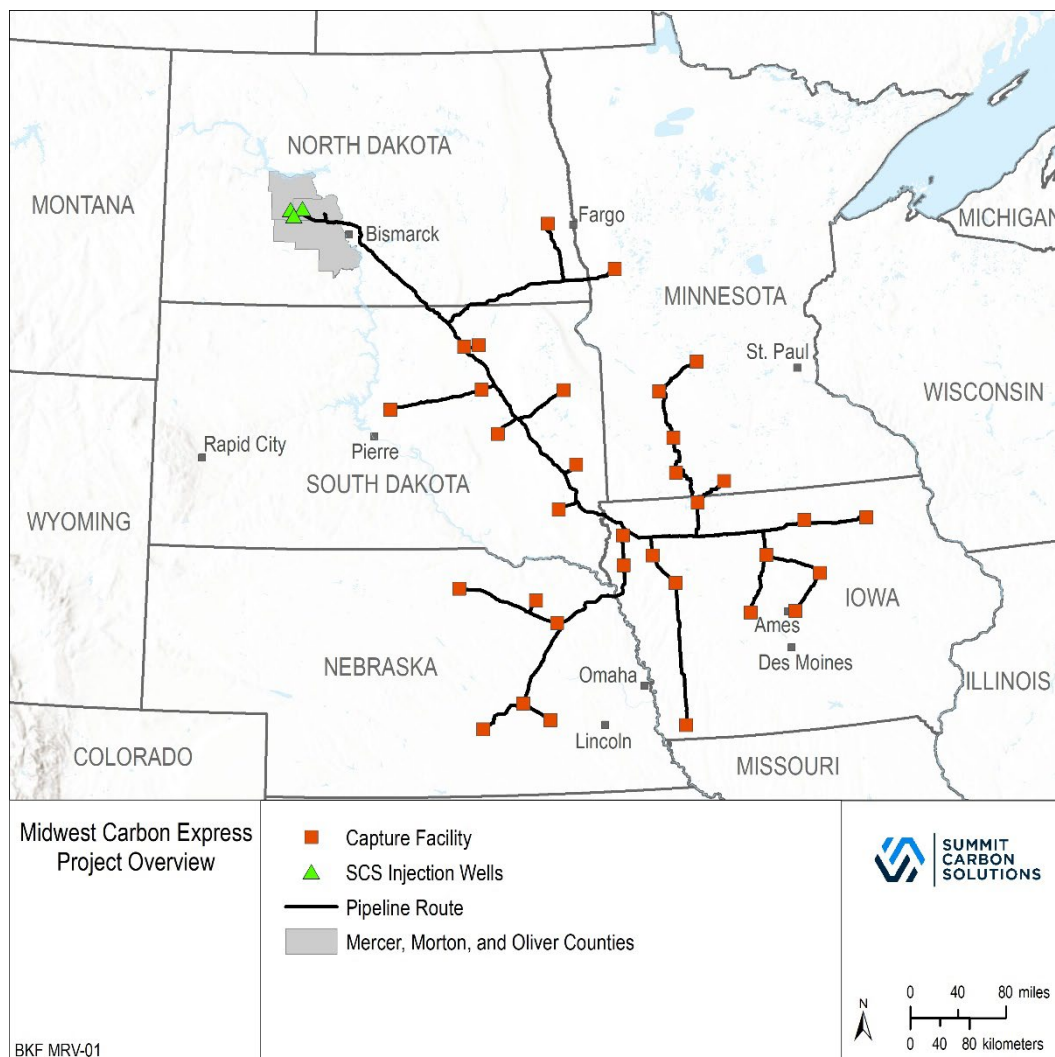 NORTH DAKOTA
MONTANA
Bismarck
Fargo
MICHIGAN
MINNESOTA
St. Paul
WISCONSIN
Rapid City
Pierre
SOUTH DAKOTA
WYOMING
IOWA
Ames
Des Moines
NEBRASKA
Omaha
ILLINOIS
Lincoln
COLORADO
MISSOURI
Midwest Carbon Express
Project Overview
Capture Facility
SCS Injection Wells
Pipeline Route
Mercer, Morton, and Oliver Counties
SUMMIT
CARBON
SOLUTIONS
N
0 40 80 miles
0 40 80 kilometers
BKF MRV-01